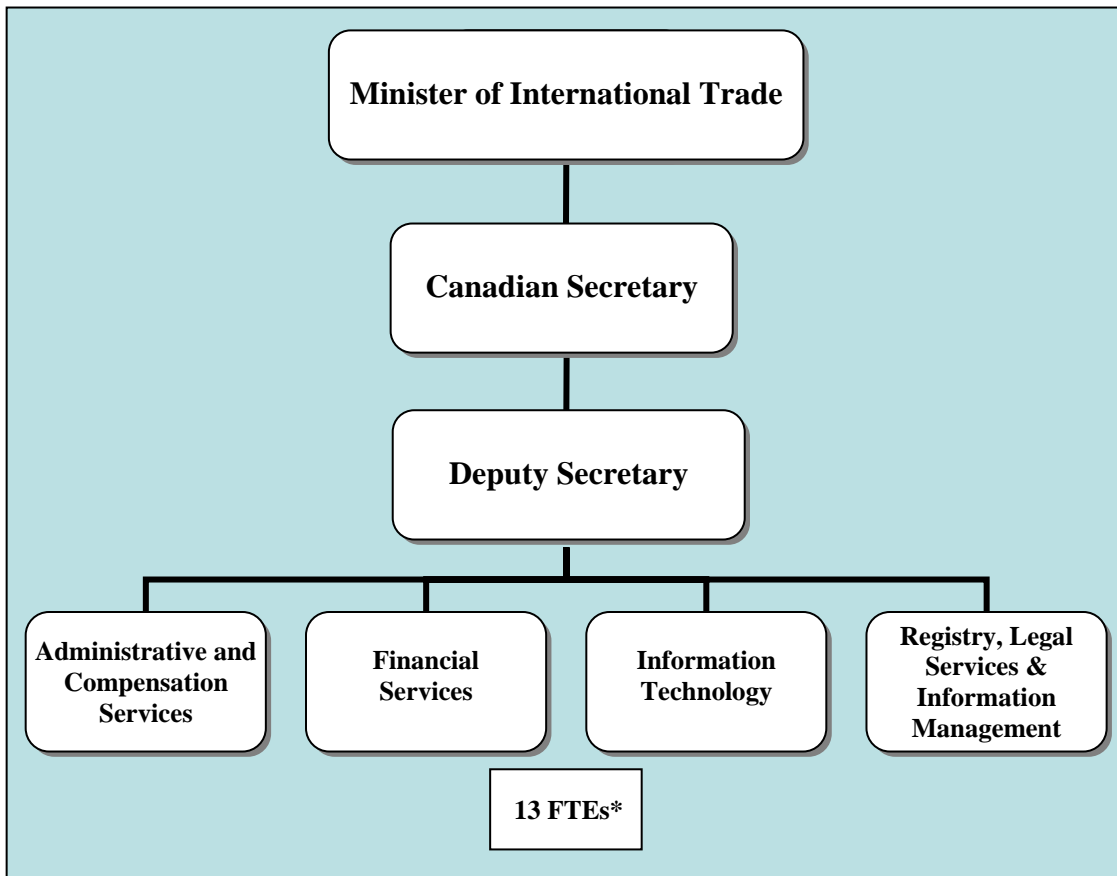 Minister of International Trade
Canadian Secretary
Deputy Secretary
Administrative and
Compensation
Services
Financial
Services
Information
Technology
Registry, Legal
Services &
Information
Management
13 FTEs*